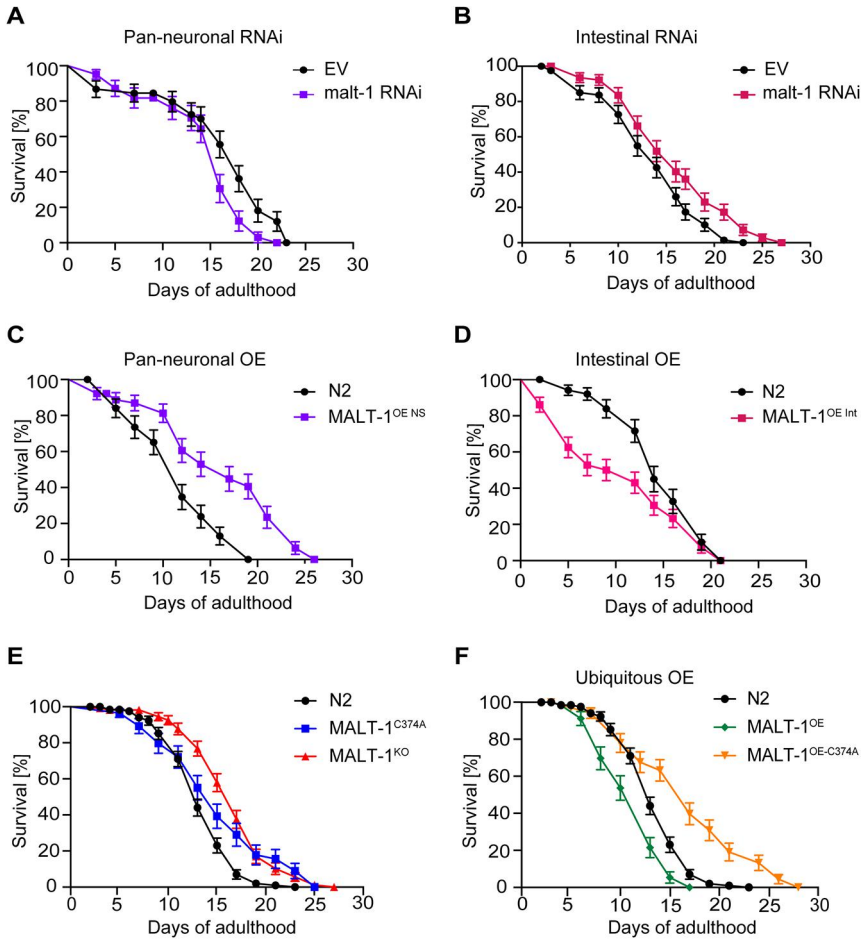 A
Pan-neuronal RNAi
EV
malt-1 RNAi
Survival [%]
100
80
60
40
20
0
0 5 10 15 20 25 30
Days of adulthood
B
Intestinal RNAi
EV
malt-1 RNAi
Survival [%]
100
80
60
40
20
0
0 5 10 15 20 25 30
Days of adulthood
C
Pan-neuronal OE
N2
MALT-1OE NS
Survival [%]
100
80
60
40
20
0
0 5 10 15 20 25 30
Days of adulthood
D
Intestinal OE
N2
MALT-1OE Int
Survival [%]
100
80
60
40
20
0
0 5 10 15 20 25 30
Days of adulthood
E
N2
MALT-1C374A
MALT-1KO
Survival [%]
100
80
60
40
20
0
0 5 10 15 20 25 30
Days of adulthood
F
Ubiquitous OE
N2
MALT-1OE
MALT-1OE-C374A
Survival [%]
100
80
60
40
20
0
0 5 10 15 20 25 30
Days of adulthood